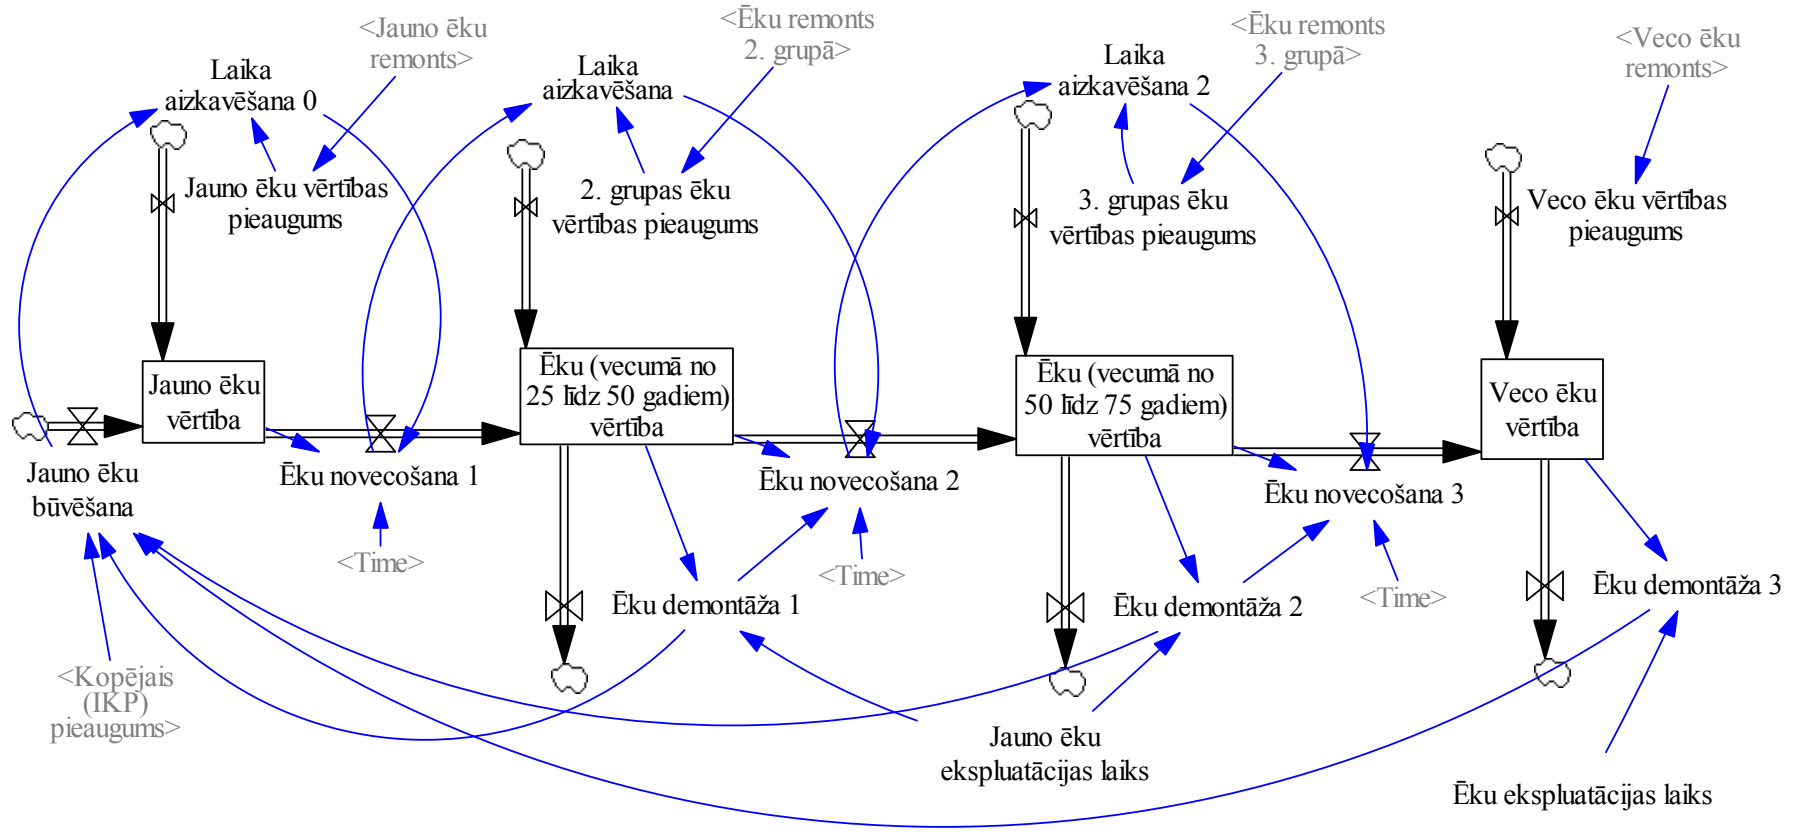 <Jauno ēku
remonts>
<Ēku remonts
2. grupā>
<Ēku remonts
3. grupā>
<Veco ēku
remonts>
Laika
aizkavēšana 0
Laika
aizkavēšana
Laika
aizkavēšana 2
Jauno ēku vērtības
pieaugums
2. grupas ēku
vērtības pieaugums
3. grupas ēku
vērtības pieaugums
Veco ēku vērtības
pieaugums
Jauno ēku
vērtība
Ēku (vecumā no
25 līdz 50 gadiem)
vērtība
Ēku (vecumā no
50 līdz 75 gadiem)
vērtība
Veco ēku
vērtība
Jauno ēku
būvēšana
Ēku novecošana 1
Ēku novecošana 2
Ēku novecošana 3
<Time>
<Time>
<Time>
Ēku demontāža 1
Ēku demontāža 2
Ēku demontāža 3
<Kopējais
(IKP)
pieaugums>
Jauno ēku
ekspluatācijas laiks
Ēku ekspluatācijas laiks